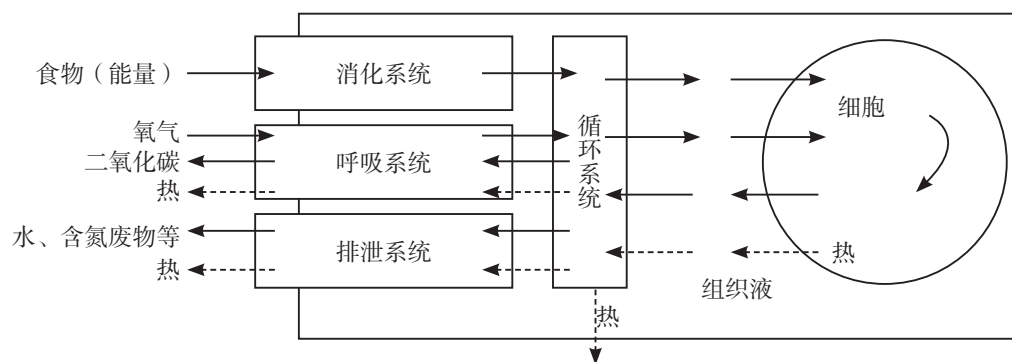 食物（能量）
消化系统
氧气
二氧化碳
热
呼吸系统
水、含氮废物等
热
排泄系统
循环系统
热
细胞
热
组织液